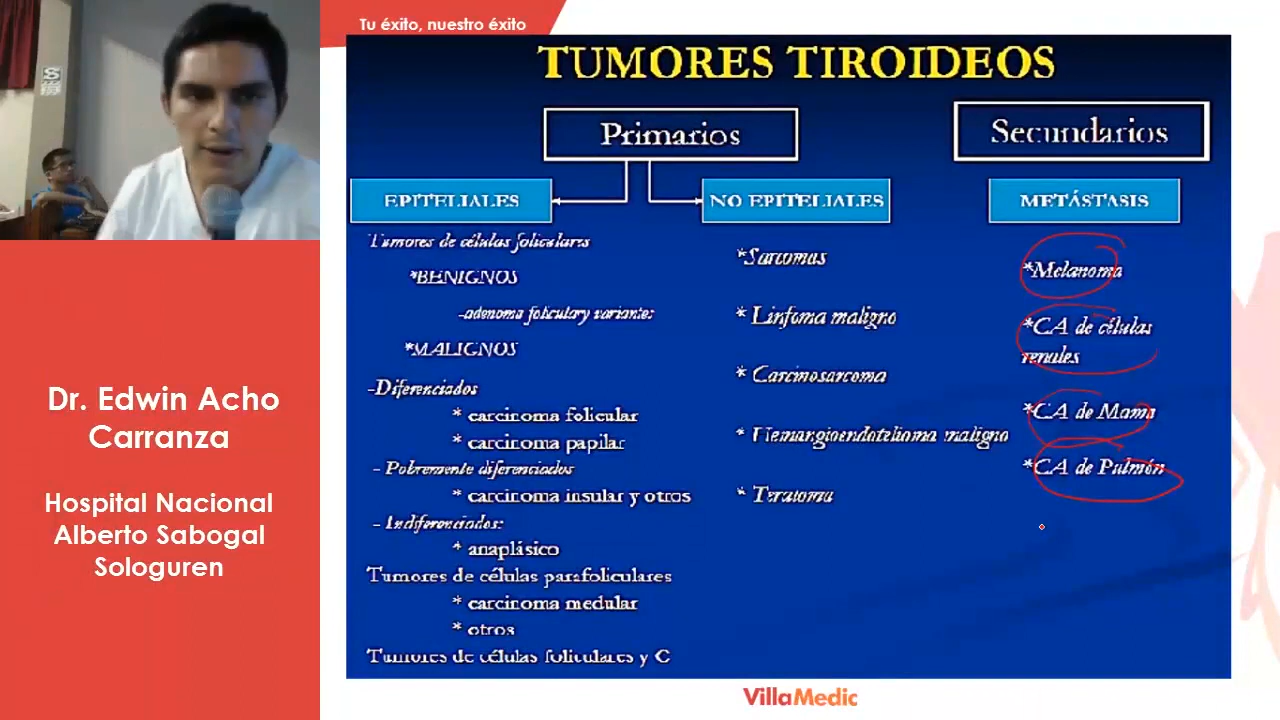 Tu éxito, nuestro éxito
TUMORES TIROIDEOS
Primarios
Secundarios
EPITELIALES
NO EPITELIALES
METÁSTASIS
Tumores de células foliculares
*BENIGNOS
-adenoma folicular y variantes
*MALIGNOS
-Diferenciados
* carcinoma folicular
* carcinoma papilar
- Pobremente diferenciados
* carcinoma insular y otros
- Indiferenciados:
* anaplásico
Tumores de células parafoliculares
* carcinoma medular
* otros
Tumores de células foliculares y C
*Sarcomas
* Linfoma maligno
* Carcinosarcoma
* Hemangioendotelioma maligno
* Teratoma
*Melanoma
*CA de células
renales
*CA de Mama
*CA de Pulmón
Dr. Edwin Acho
Carranza
Hospital Nacional
Alberto Sabogal
Sologuren
VillaMedic
S